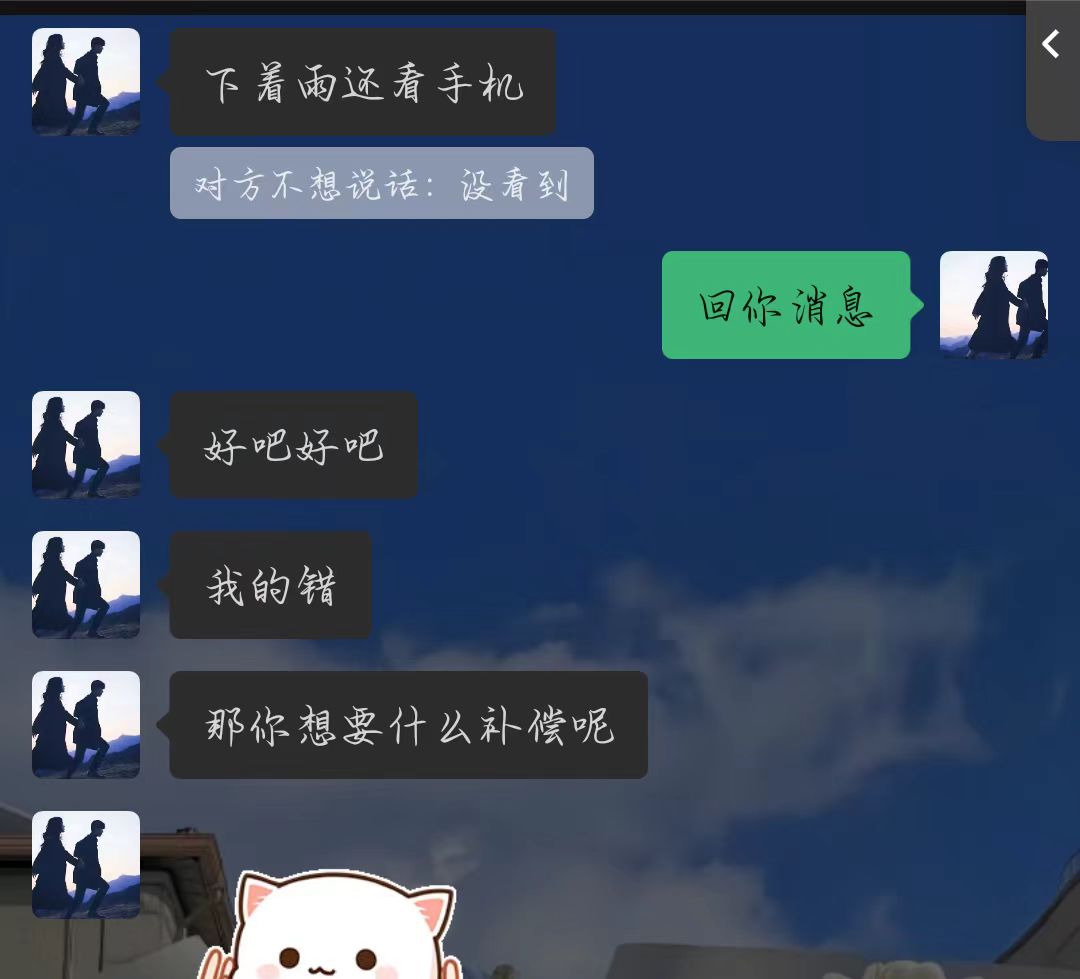 下着雨还看手机
对方不想说话：没看到
回你消息
好吧好吧
我的错
那你想要什么补偿呢